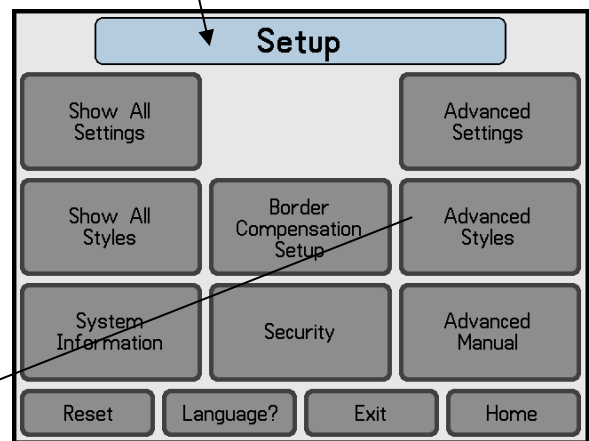 Setup
Show All
Settings
Advanced
Settings
Show All
Styles
Border
Compensation
Setup
Advanced
Styles
System
Information
Security
Advanced
Manual
Reset
Language?
Exit
Home